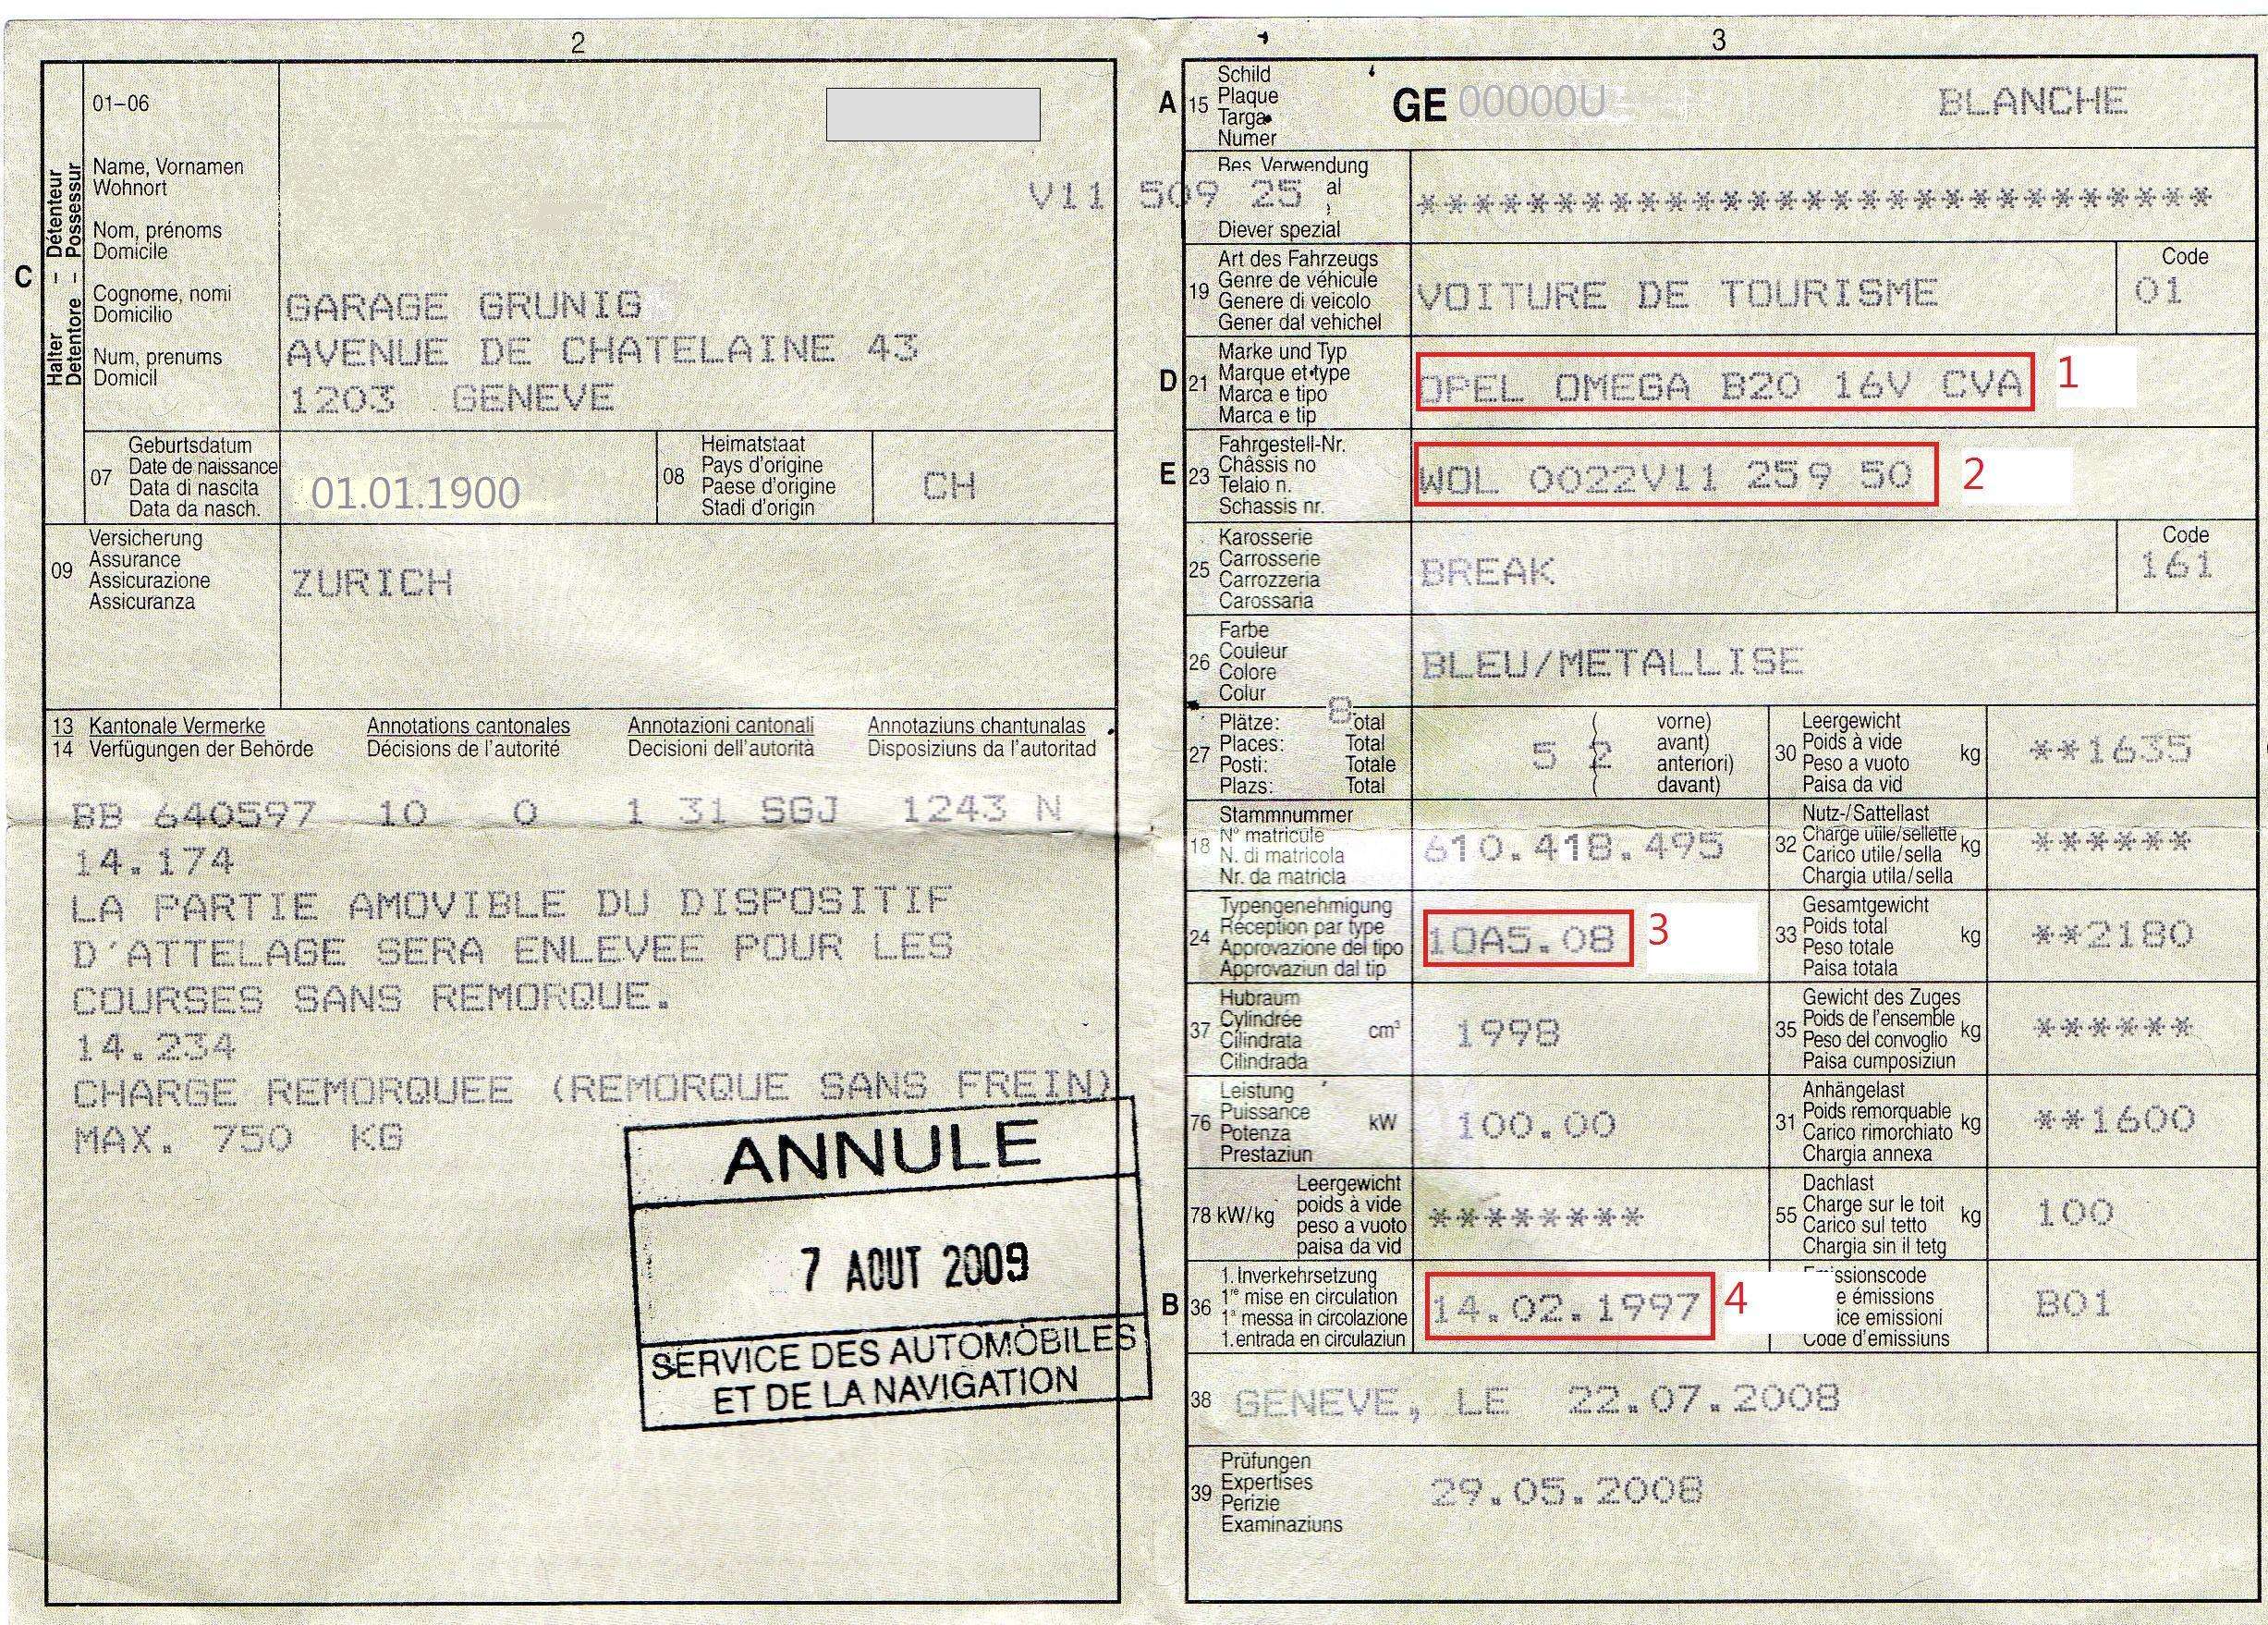 2
01–06
Name, Vornamen
Wohnort
Nom, prénoms
Domicile
Cognome, nomi
Domicilio
Num, prenums
Domicil
C
Halter – Détenteur
Detentore – Possessur
GARAGE GRUNIG
AVENUE DE CHATELAINE 43
1203 GENEVE
07
Geburtsdatum
Date de naissance
Data di nascita
Data da nasch.
01.01.1900
08
Heimatstaat
Pays d'origine
Paese d'origine
Stadi d'origin
CH
09
Versicherung
Assurance
Assicurazione
Assicuranza
ZURICH
13 Kantonale Vermerke Annotations cantonales Annotazioni cantonali Annotaziuns chantunalas
14 Verfügungen der Behörde Décisions de l'autorité Decisioni dell'autorità Disposiziuns da l'autoritad
BB 640597 10 0 1 31 SGJ 1243 N
14.174
LA PARTIE AMOVIBLE DU DISPOSITIF
D'ATTELAGE SERA ENLEVEE POUR LES
COURSES SANS REMORQUE.
14.234
CHARGE REMORQUEE (REMORQUE SANS FREIN)
MAX. 750 KG
ANNULE
7 AOUT 2009
SERVICE DES AUTOMOBILES
ET DE LA NAVIGATION
3
A 15
Schild
Plaque
Targa
Numer
GE 00000U BLANCHE
Bes. Verwendung
V11 509 25 al
Diever spezial
*****************************
19
Art des Fahrzeugs
Genre de véhicule
Genere di veicolo
Gener dal vehichel
VOITURE DE TOURISME
Code
01
D 21
Marke und Typ
Marque et type
Marca e tipo
Marca e tip
OPEL OMEGA B20 16V CVA 1
E 23
Fahrgestell-Nr.
Châssis no
Telaio n.
Schassis nr.
WOL 0022V11 259 50 2
25
Karosserie
Carrosserie
Carrozzeria
Carossaria
BREAK
Code
161
26
Farbe
Couleur
Colore
Colur
BLEU/METALLISE
8
27
Plätze: otal
Places: Total
Posti: Totale
Plazs: Total
5 2
( vorne)
avant)
anteriori)
( davant)
30
Leergewicht
Poids à vide
Peso a vuoto kg
Paisa da vid
**1635
18
Stammnummer
N° matricule
N. di matricola
Nr. da matricla
610.418.495
32
Nutz-/Sattellast
Charge utile/sellette
Carico utile/sella kg
Chargia utila/sella
******
24
Typengenehmigung
Réception par type
Approvazione del tipo
Approvaziun dal tip
10A5.08 3
33
Gesamtgewicht
Poids total
Peso totale kg
Paisa totala
**2180
37
Hubraum
Cylindrée
Cilindrata cm³
Cilindrada
1998
35
Gewicht des Zuges
Poids de l'ensemble
Peso del convoglio kg
Paisa cumposiziun
******
76
Leistung
Puissance
Potenza kW
Prestaziun
100.00
31
Anhängelast
Poids remorquable
Carico rimorchiato kg
Chargia annexa
**1600
78 kW/kg
Leergewicht
poids à vide
peso a vuoto
paisa da vid
********
55
Dachlast
Charge sur le toit
Carico sul tetto kg
Chargia sin il tetg
100
B 36
1. Inverkehrsetzung
1re mise en circulation
1a messa in circolazione
1. entrada en circulaziun
14.02.1997 4
Emissionscode
e émissions
ice emissioni
Code d'emissiuns
B01
38 GENEVE, LE 22.07.2008
39
Prüfungen
Expertises
Perizie
Examinaziuns
29.05.2008